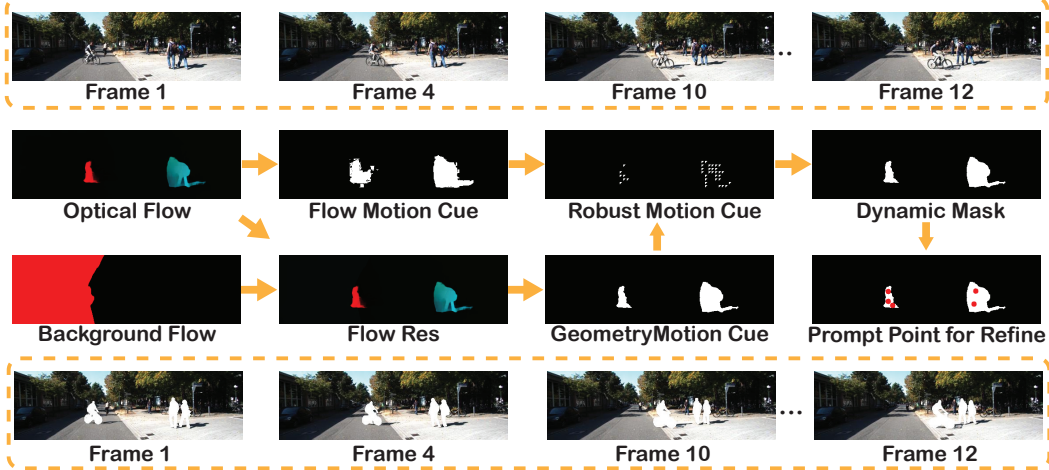 Frame 1
Frame 4
Frame 10
..
Frame 12
Optical Flow
Flow Motion Cue
Robust Motion Cue
Dynamic Mask
Background Flow
Flow Res
GeometryMotion Cue
Prompt Point for Refine
Frame 1
Frame 4
Frame 10
...
Frame 12